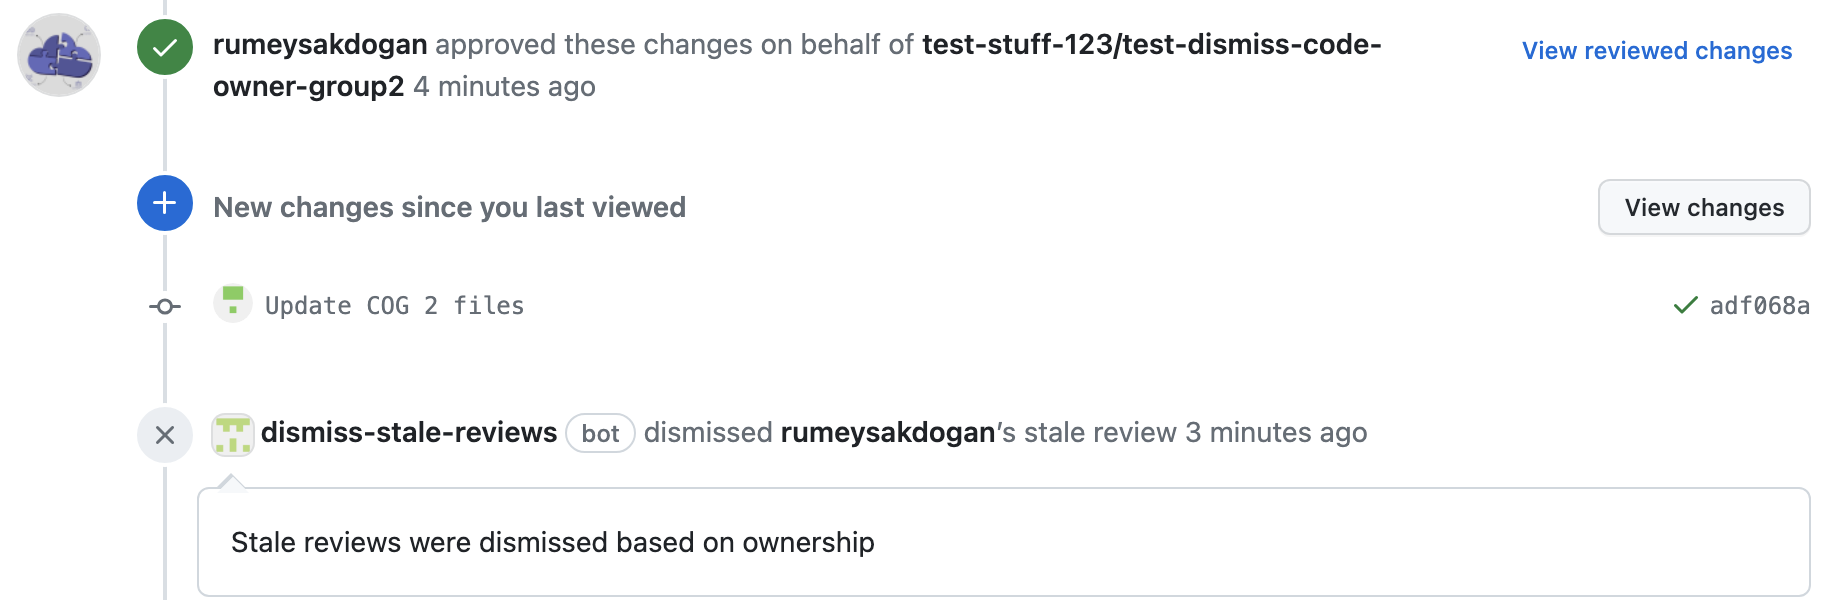 rumeysakdogan approved these changes on behalf of test-stuff-123/test-dismiss-code-
owner-group2 4 minutes ago
View reviewed changes
New changes since you last viewed
View changes
Update COG 2 files
adf068a
dismiss-stale-reviews bot dismissed rumeysakdogan’s stale review 3 minutes ago
Stale reviews were dismissed based on ownership